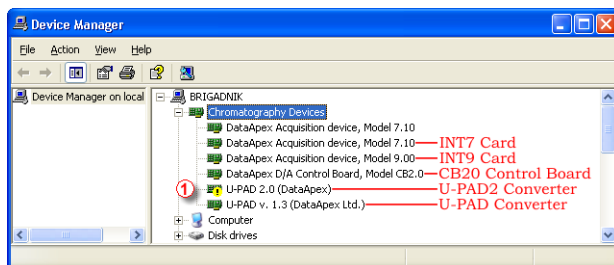 Device Manager
File Action View Help
Device Manager on local
BRIGADNIK
Chromatography Devices
DataApex Acquisition device, Model 7.10
DataApex Acquisition device, Model 7.10 INT7 Card
DataApex Acquisition device, Model 9.00 INT9 Card
DataApex D/A Control Board, Model CB2.0 CB20 Control Board
1 U-PAD 2.0 (DataApex) U-PAD2 Converter
U-PAD v. 1.3 (DataApex Ltd.) U-PAD Converter
Computer
Disk drives